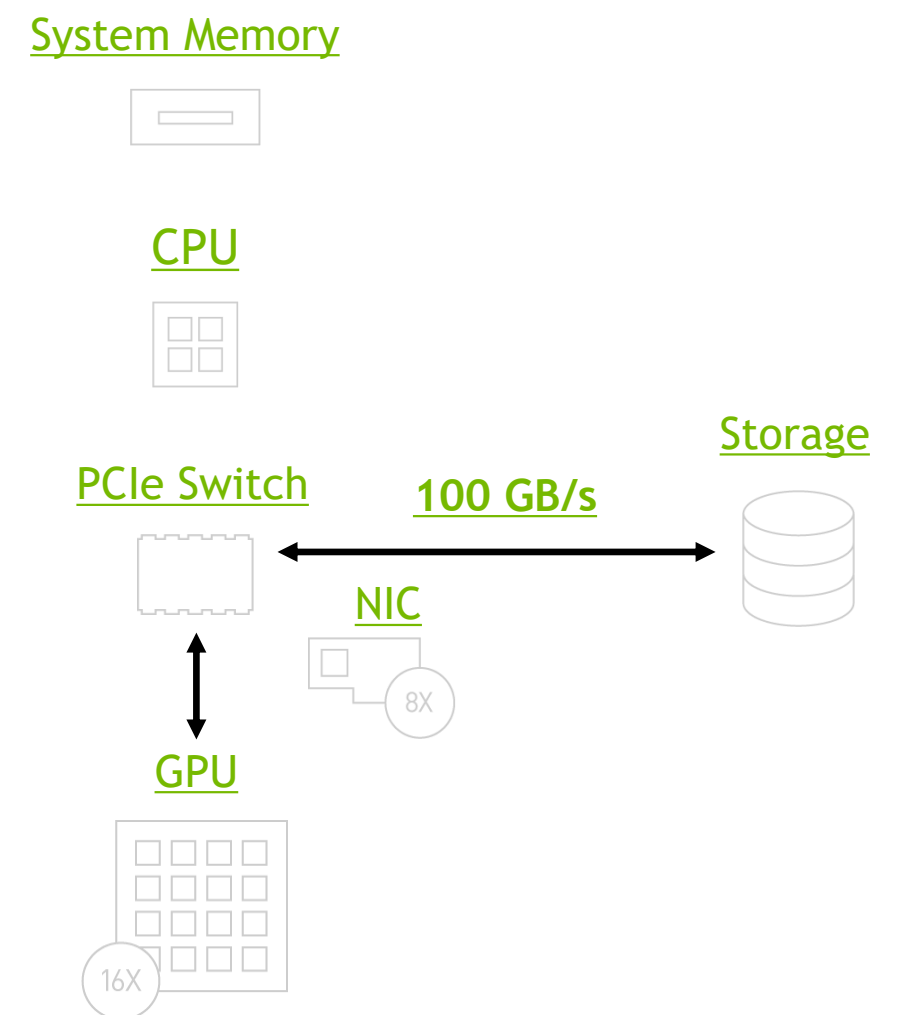 System Memory
CPU
Storage
PCIe Switch
100 GB/s
NIC
8X
GPU
16X